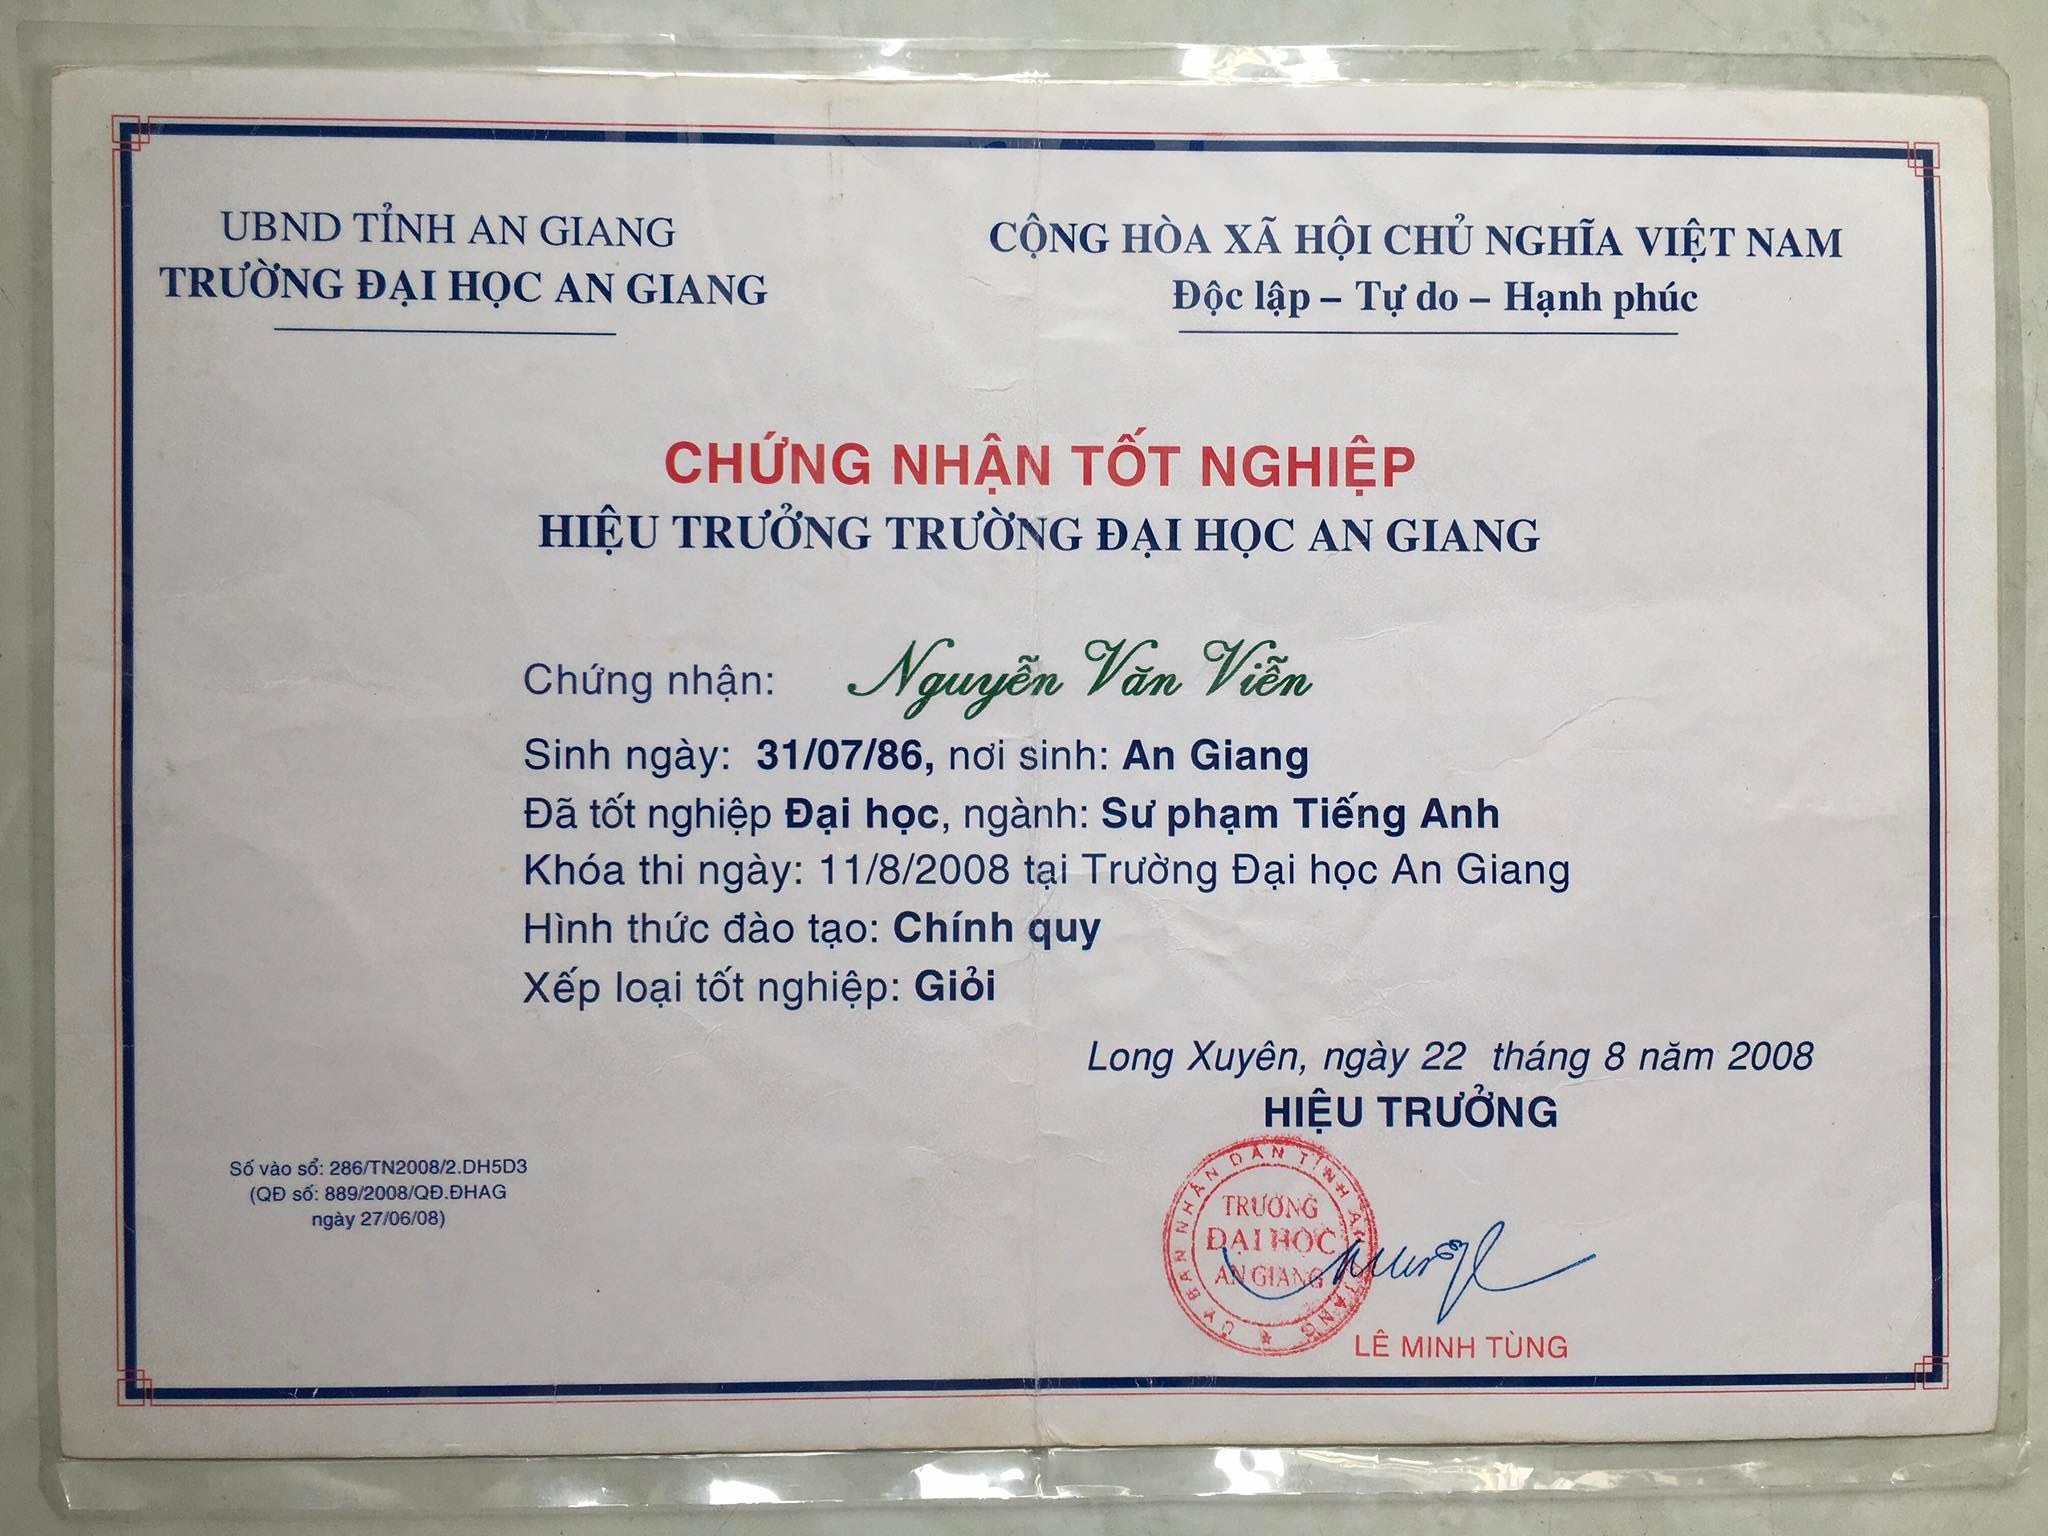 UBND TỈNH AN GIANG
TRƯỜNG ĐẠI HỌC AN GIANG
CỘNG HÒA XÃ HỘI CHỦ NGHĨA VIỆT NAM
Độc lập – Tự do – Hạnh phúc
CHỨNG NHẬN TỐT NGHIỆP
HIỆU TRƯỞNG TRƯỜNG ĐẠI HỌC AN GIANG
Chứng nhận: Nguyễn Văn Viễn
Sinh ngày: 31/07/86, nơi sinh: An Giang
Đã tốt nghiệp Đại học, ngành: Sư phạm Tiếng Anh
Khóa thi ngày: 11/8/2008 tại Trường Đại học An Giang
Hình thức đào tạo: Chính quy
Xếp loại tốt nghiệp: Giỏi
Long Xuyên, ngày 22 tháng 8 năm 2008
HIỆU TRƯỞNG
Số vào sổ: 286/TN2008/2.DH5D3
(QĐ số: 889/2008/QĐ.ĐHAG
ngày 27/06/08)
ỦY BAN NHÂN DÂN TỈNH AN GIANG
TRƯỜNG
ĐẠI HỌC
AN GIANG
LÊ MINH TÙNG